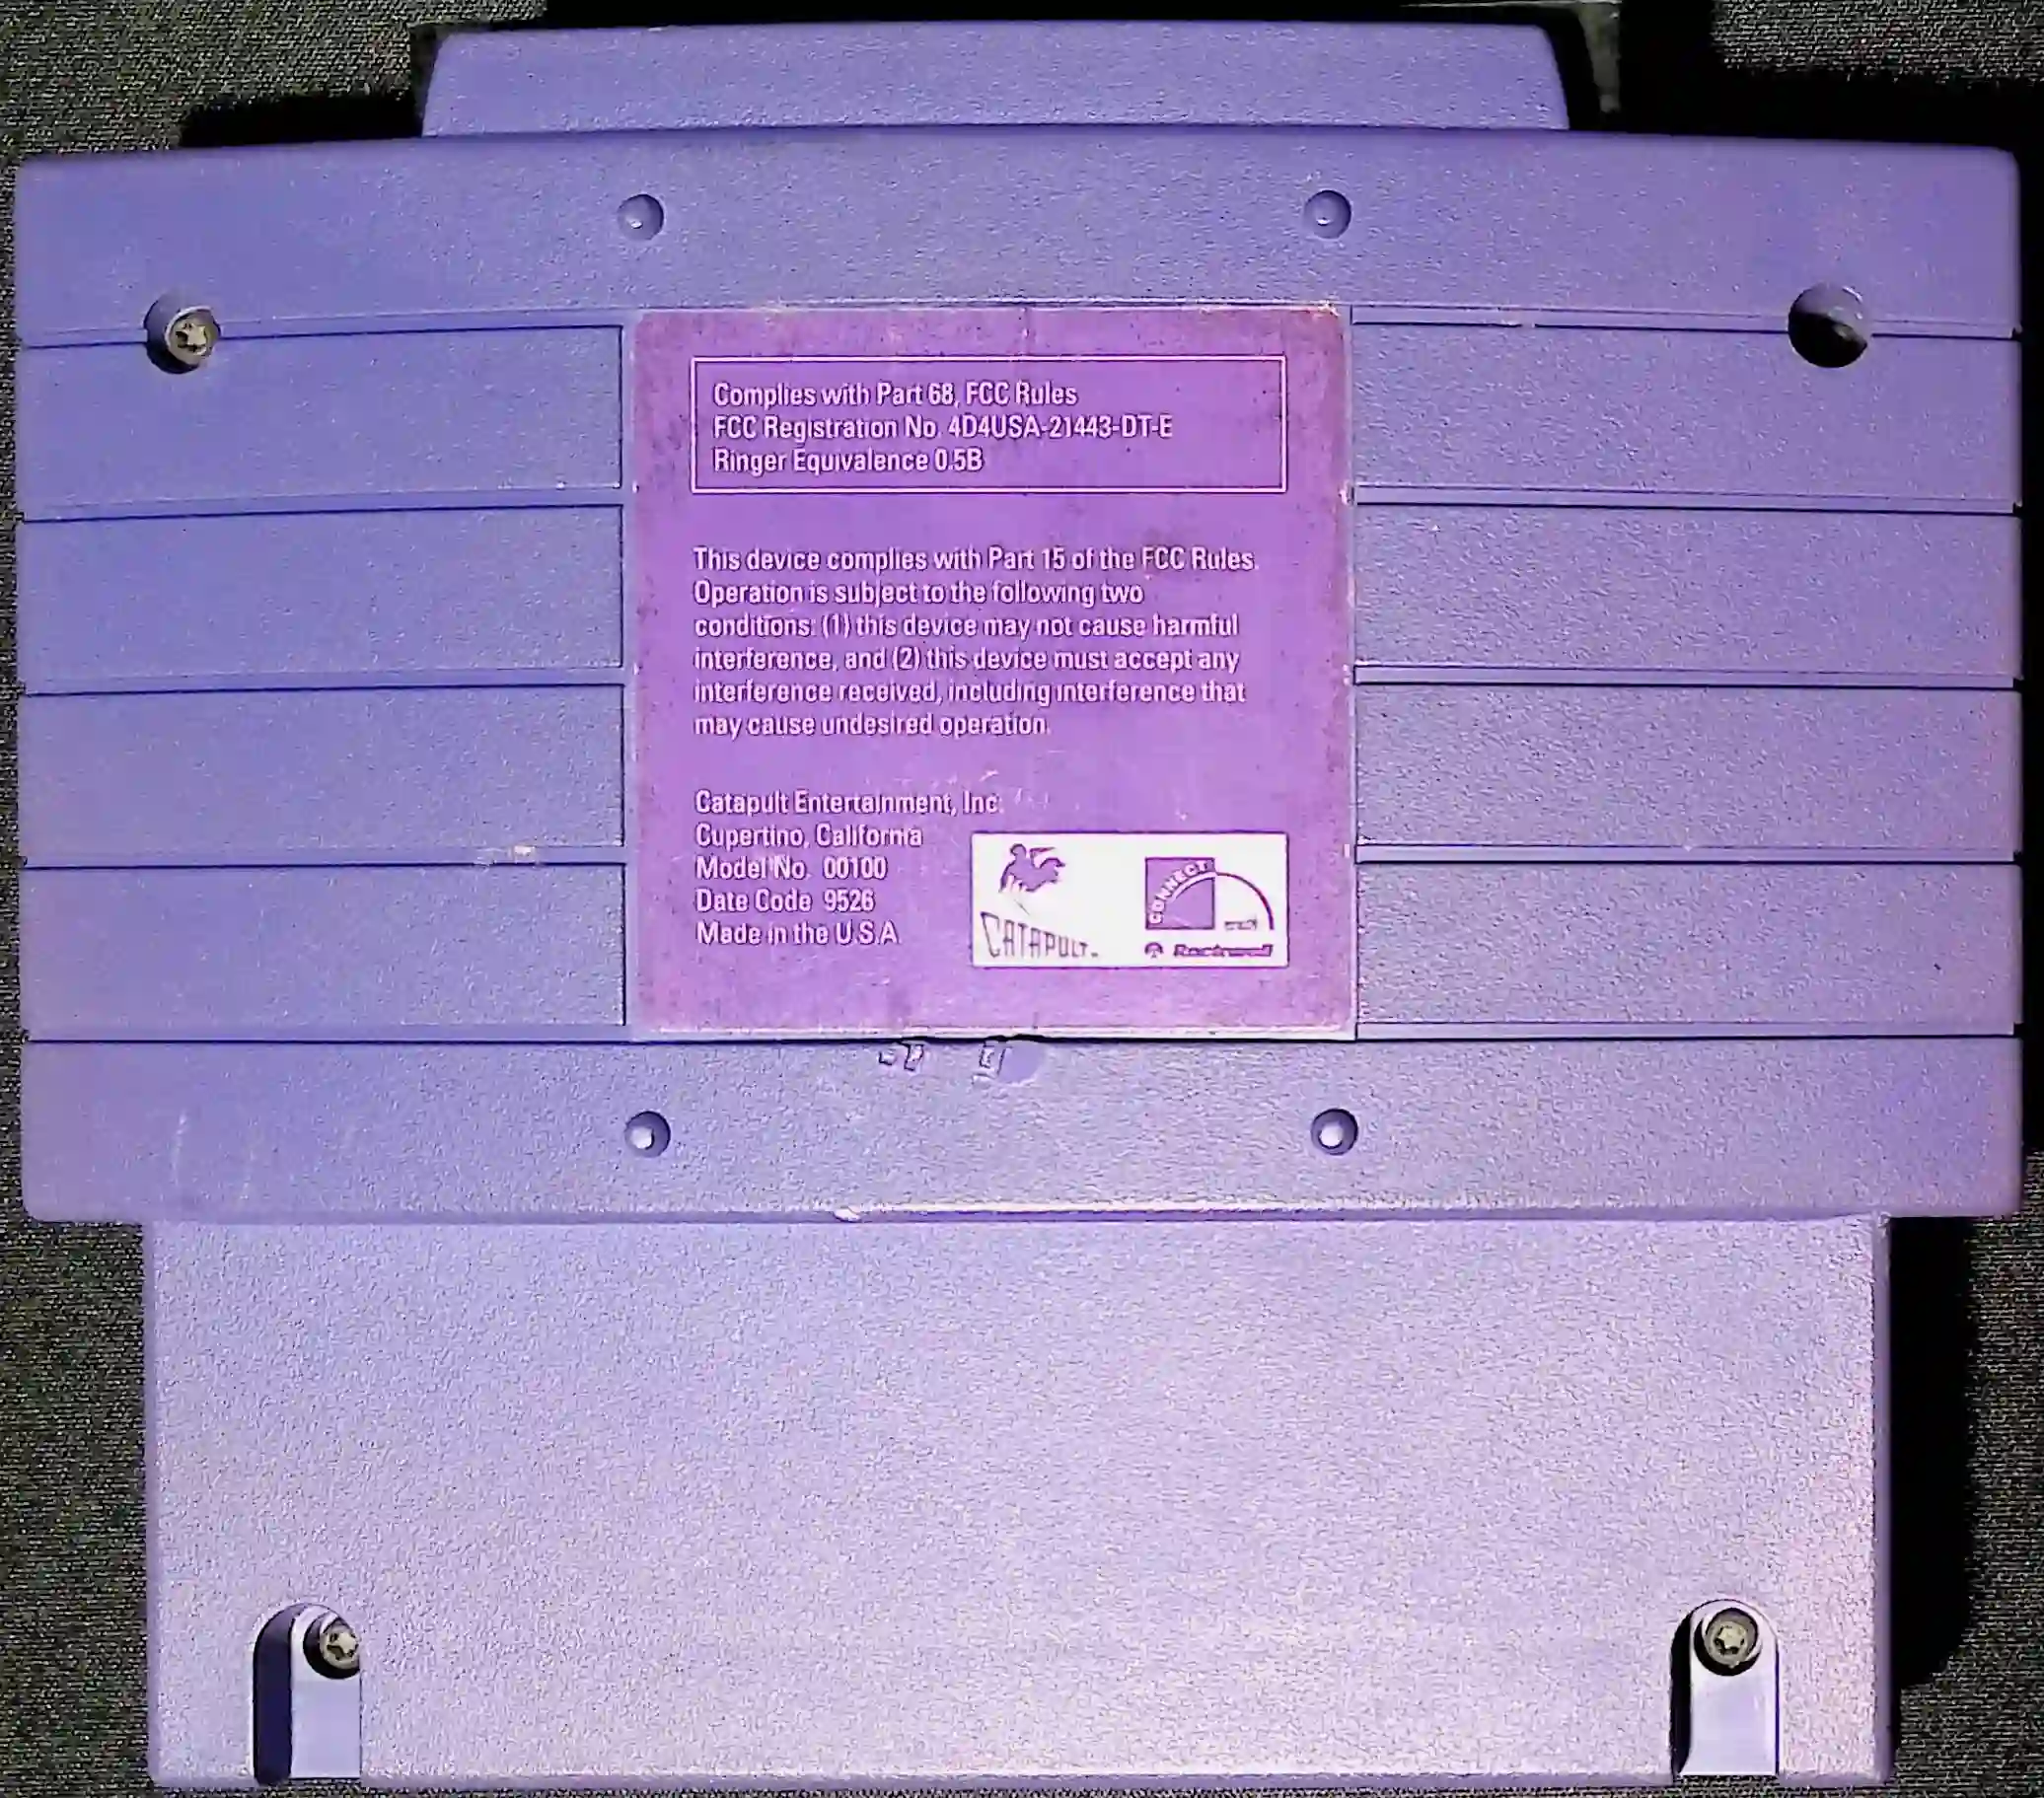 Complies with Part 68, FCC Rules
FCC Registration No. 4D4USA-21443-DT-E
Ringer Equivalence 0.5B
This device complies with Part 15 of the FCC Rules.
Operation is subject to the following two
conditions: (1) this device may not cause harmful
interference, and (2) this device must accept any
interference received, including interference that
may cause undesired operation.
Catapult Entertainment, Inc.
Cupertino, California
Model No. 00100
Date Code 9526
Made in the U.S.A.
CATAPULT™
CONNECT
Rockwell